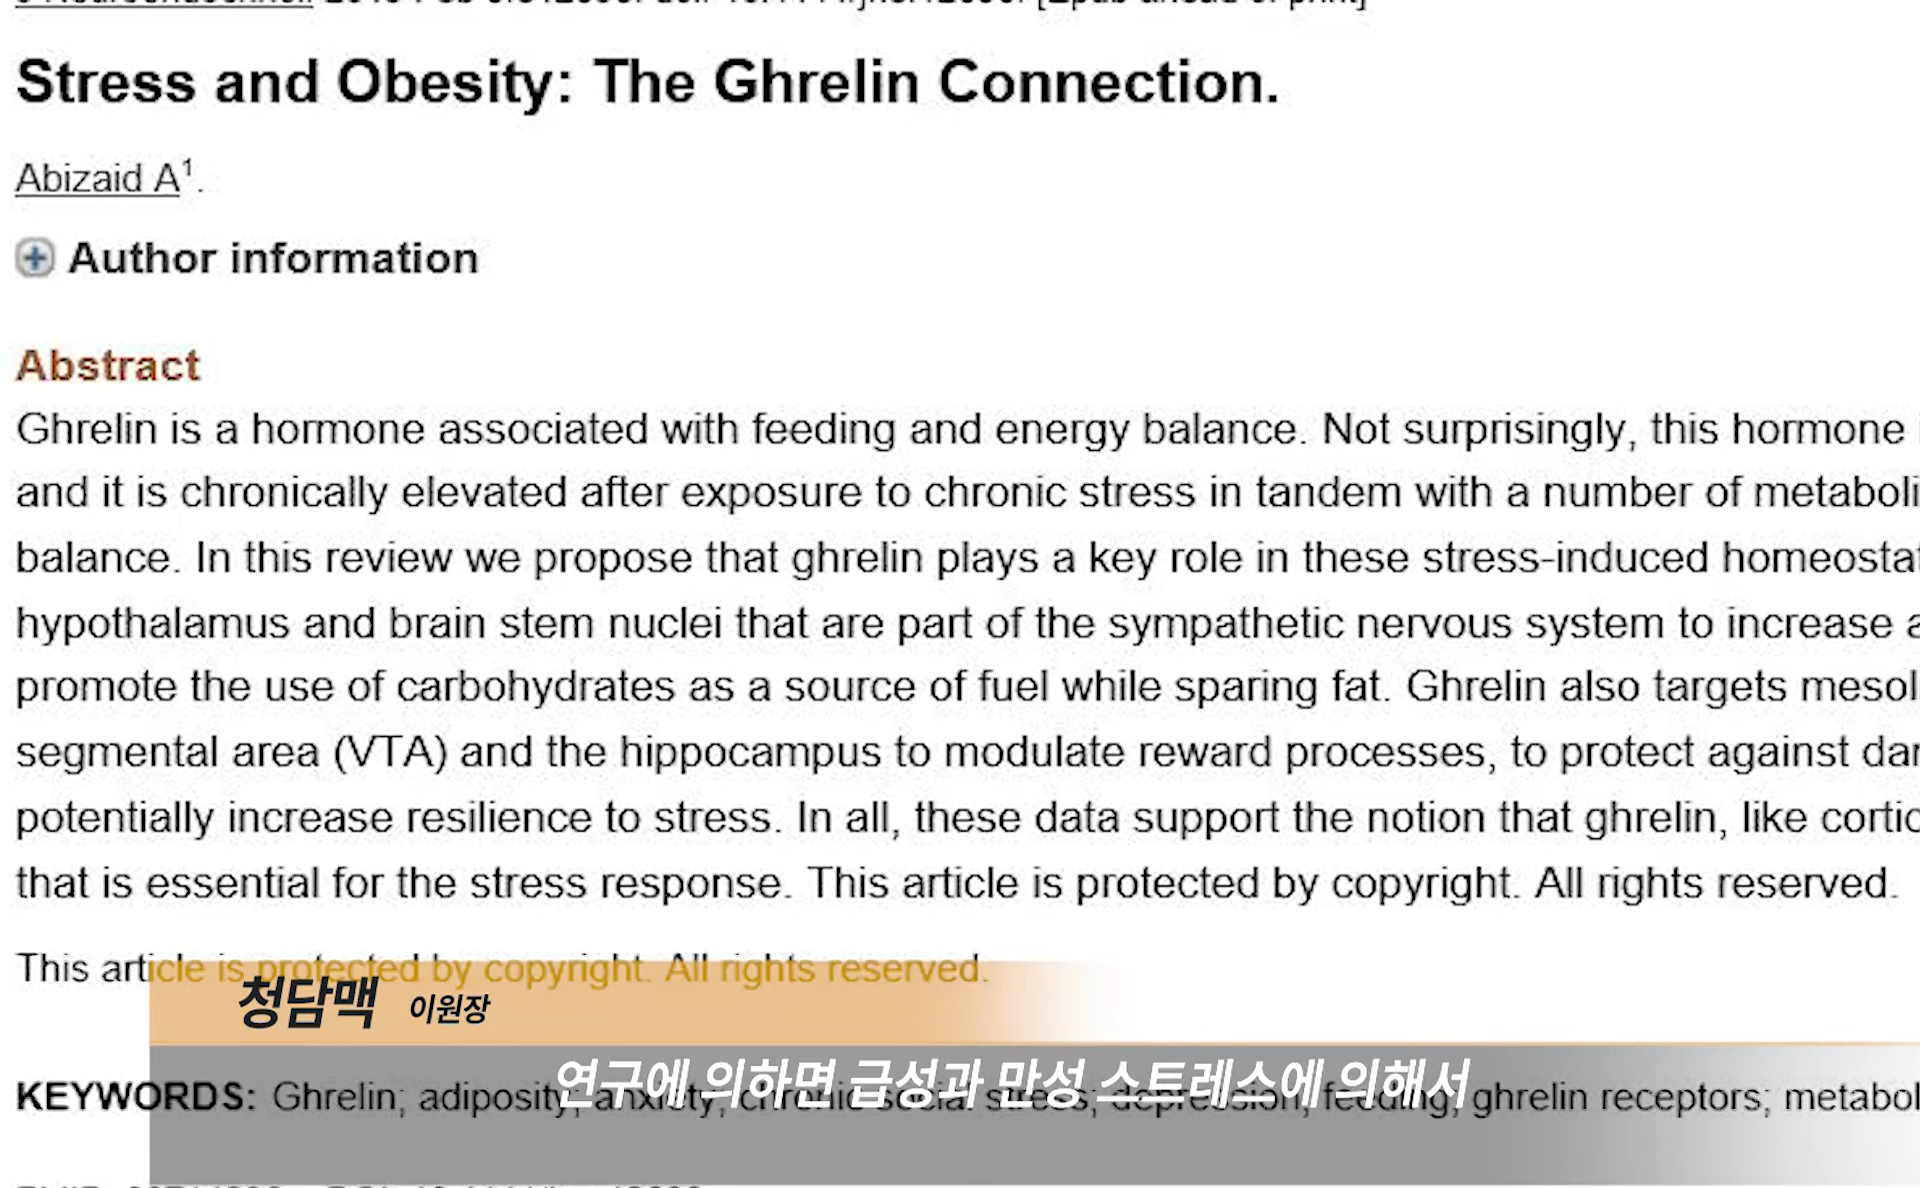 Stress and Obesity: The Ghrelin Connection.
Abizaid A1.
Author information
Abstract
Ghrelin is a hormone associated with feeding and energy balance. Not surprisingly, this hormone
and it is chronically elevated after exposure to chronic stress in tandem with a number of metaboli
balance. In this review we propose that ghrelin plays a key role in these stress-induced homeostat
hypothalamus and brain stem nuclei that are part of the sympathetic nervous system to increase a
promote the use of carbohydrates as a source of fuel while sparing fat. Ghrelin also targets mesol
segmental area (VTA) and the hippocampus to modulate reward processes, to protect against dar
potentially increase resilience to stress. In all, these data support the notion that ghrelin, like cortic
that is essential for the stress response. This article is protected by copyright. All rights reserved.
This article is protected by copyright. All rights reserved.
청담맥 이원장
연구에 의하면 급성과 만성 스트레스에 의해서
KEYWORDS: Ghrelin; adiposity; anxiety; chronic social stress; depression; feeding; ghrelin receptors; metabol